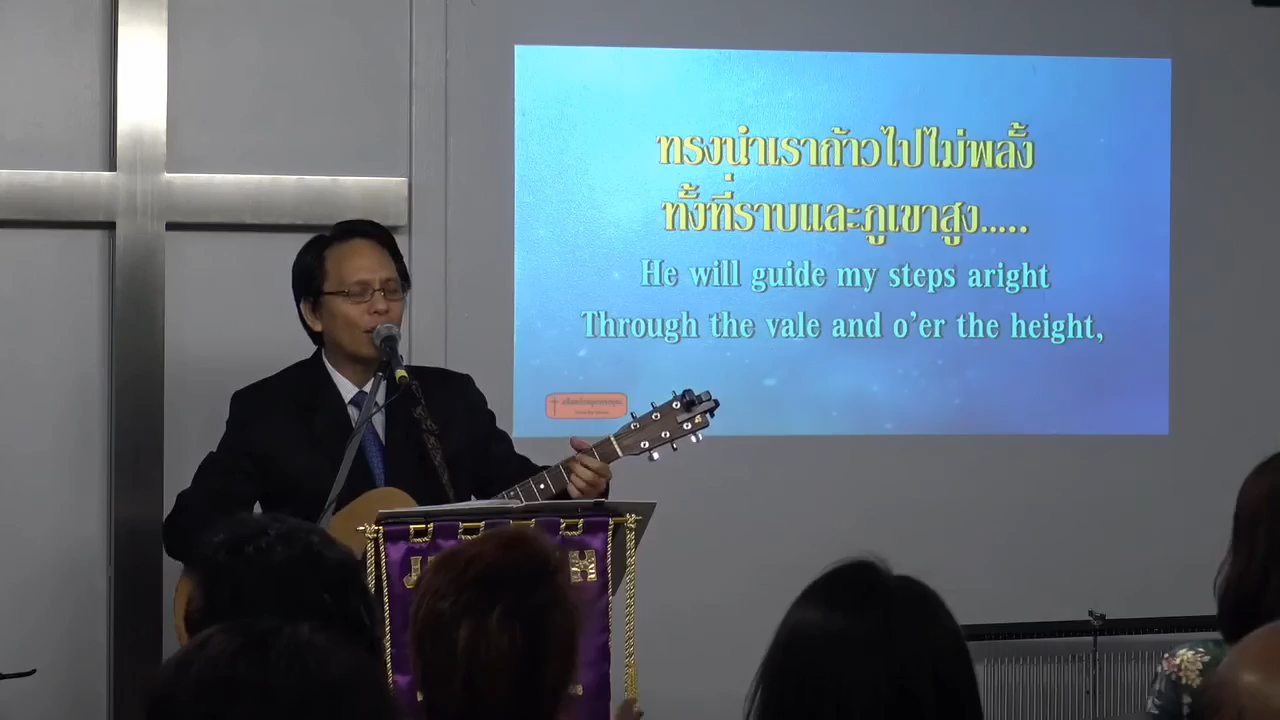 ทรงนำเราก้าวไปไม่พลั้ง
ทั้งที่ราบและภูเขาสูง.....
He will guide my steps aright
Through the vale and o'er the height,